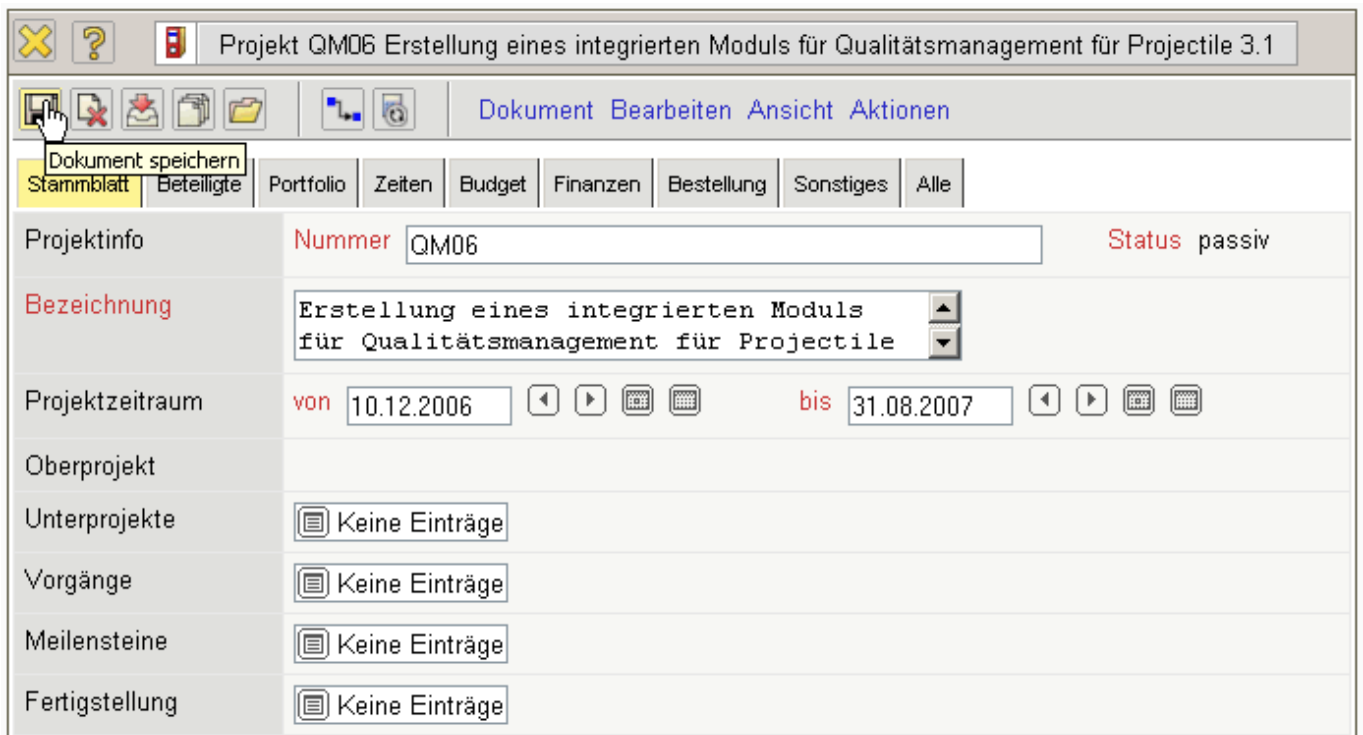 Projekt QM06 Erstellung eines integrierten Moduls für Qualitätsmanagement für Projectile 3.1
Dokument Bearbeiten Ansicht Aktionen
Dokument speichern
Stammblatt Beteiligte Portfolio Zeiten Budget Finanzen Bestellung Sonstiges Alle
Projektinfo Nummer QM06 Status passiv
Bezeichnung Erstellung eines integrierten Moduls
für Qualitätsmanagement für Projectile
Projektzeitraum von 10.12.2006 bis 31.08.2007
Oberprojekt
Unterprojekte Keine Einträge
Vorgänge Keine Einträge
Meilensteine Keine Einträge
Fertigstellung Keine Einträge